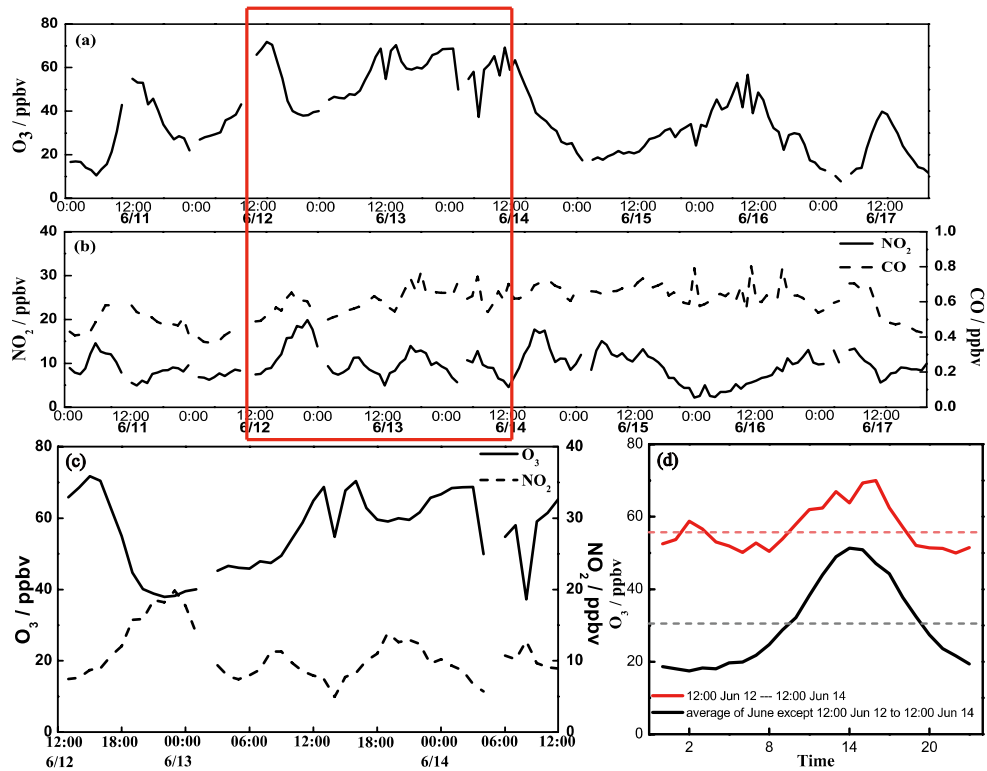 (a)
O3 / ppbv
80
60
40
20
0
0:00 12:00 0:00 12:00 0:00 12:00 0:00 12:00 0:00 12:00 0:00 12:00 0:00 12:00
6/11 6/12 6/13 6/14 6/15 6/16 6/17
(b)
NO2 / ppbv
40
30
20
10
0
NO2
CO
1.0
0.8
0.6
0.4
0.2
0.0
CO / ppbv
0:00 12:00 0:00 12:00 0:00 12:00 0:00 12:00 0:00 12:00 0:00 12:00 0:00 12:00
6/11 6/12 6/13 6/14 6/15 6/16 6/17
(c)
O3 / ppbv
80
60
40
20
0
O3
NO2
40
30
20
10
0
NO2 / ppbv
12:00 18:00 00:00 06:00 12:00 18:00 00:00 06:00 12:00
6/12 6/13 6/14
(d)
O3 / ppbv
80
60
40
20
0
12:00 Jun 12 --- 12:00 Jun 14
average of June except 12:00 Jun 12 to 12:00 Jun 14
2 8 14 20
Time